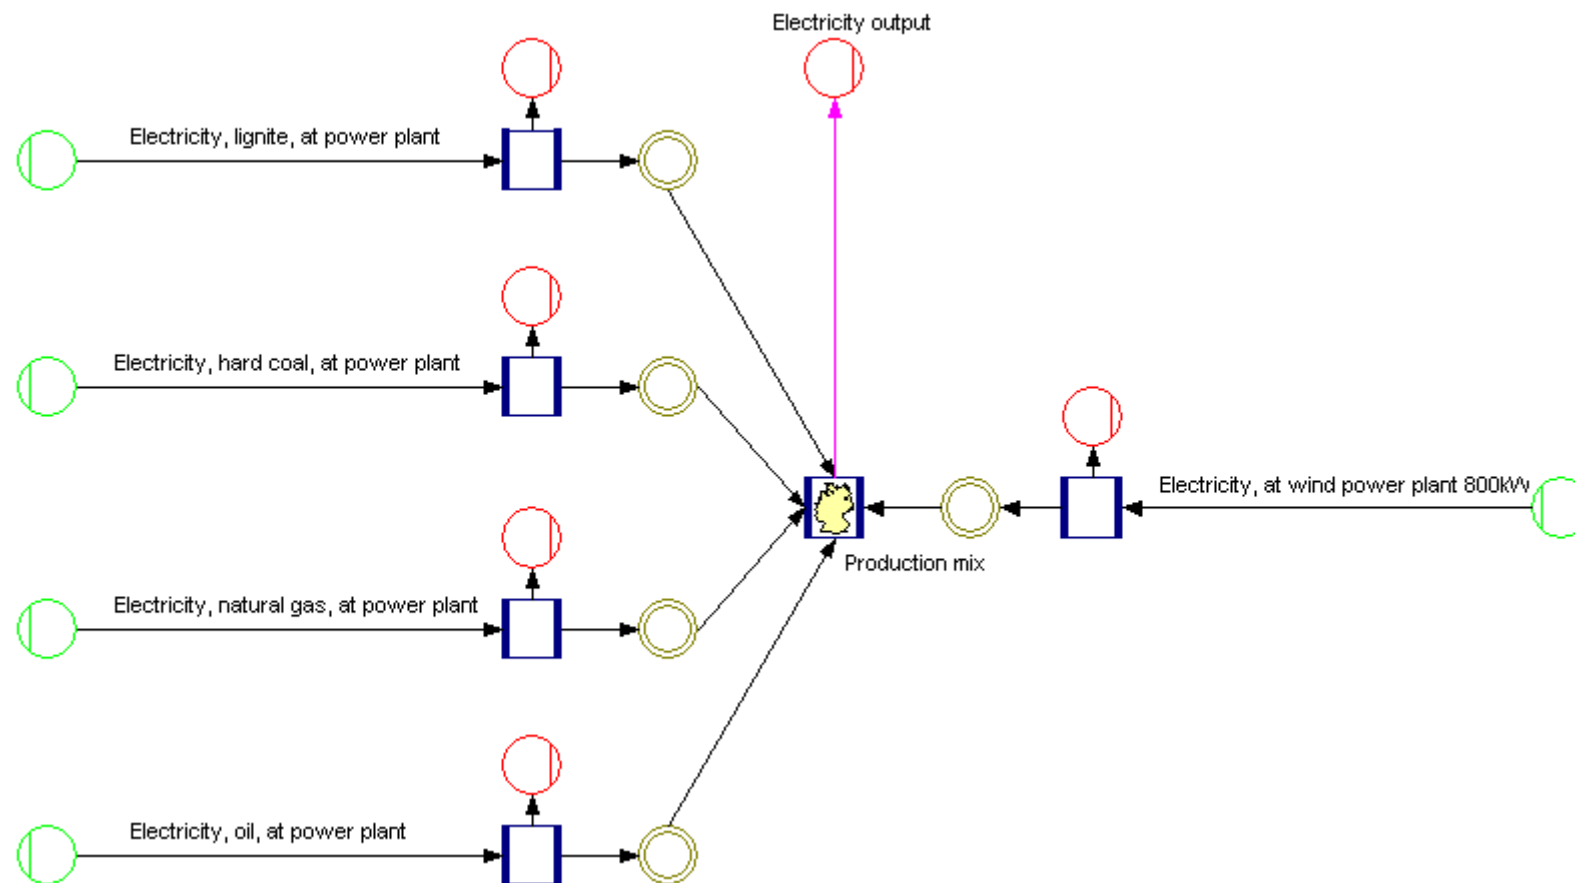 Electricity output
Electricity, lignite, at power plant
Electricity, hard coal, at power plant
Electricity, at wind power plant 800kW
Production mix
Electricity, natural gas, at power plant
Electricity, oil, at power plant